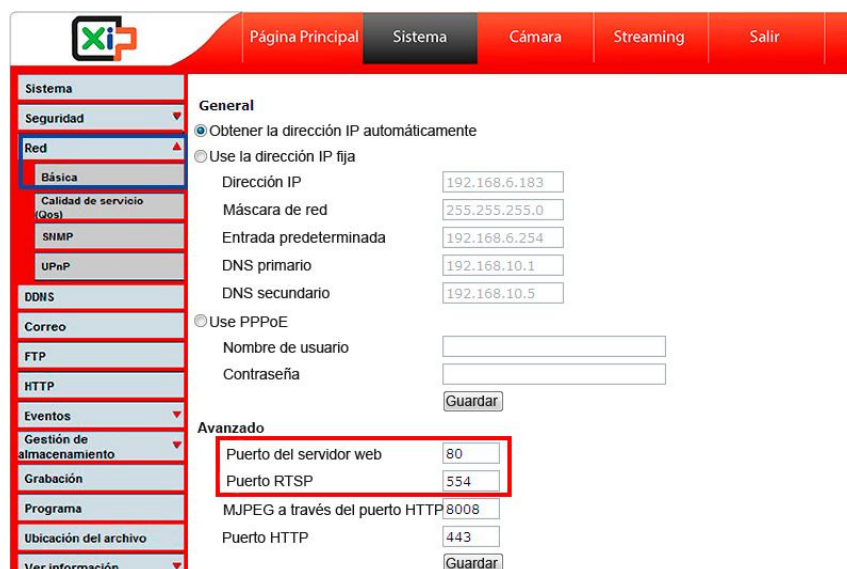 Xip
Página Principal
Sistema
Cámara
Streaming
Salir
Sistema
Seguridad
Red
Básica
Calidad de servicio
(Qos)
SNMP
UPnP
DDNS
Correo
FTP
HTTP
Eventos
Gestión de
almacenamiento
Grabación
Programa
Ubicación del archivo
Ver información
General
Obtener la dirección IP automáticamente
Use la dirección IP fija
Dirección IP 192.168.6.183
Máscara de red 255.255.255.0
Entrada predeterminada 192.168.6.254
DNS primario 192.168.10.1
DNS secundario 192.168.10.5
Use PPPoE
Nombre de usuario
Contraseña
Guardar
Avanzado
Puerto del servidor web 80
Puerto RTSP 554
MJPEG a través del puerto HTTP 8008
Puerto HTTP 443
Guardar